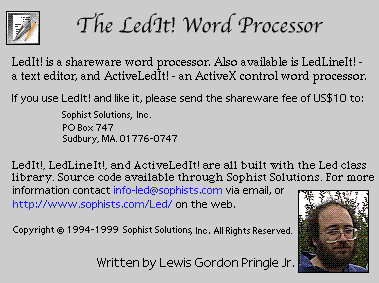 The LedIt! Word Processor
LedIt! is a shareware word processor. Also available is LedLineIt! -
a text editor, and ActiveLedIt! - an ActiveX control word processor.
If you use LedIt! and like it, please send the shareware fee of US$10 to:
Sophist Solutions, Inc.
PO Box 747
Sudbury, MA. 01776-0747
LedIt!, LedLineIt!, and ActiveLedIt! are all built with the Led class
library. Source code available through Sophist Solutions. For more
information contact info-led@sophists.com via email, or
http://www.sophists.com/Led/ on the web.
Copyright © 1994-1999 Sophist Solutions, Inc. All Rights Reserved.
Written by Lewis Gordon Pringle Jr.